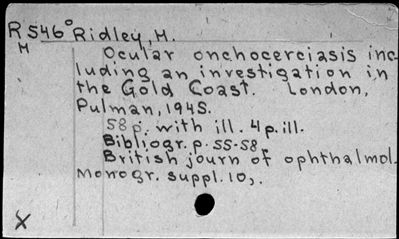 R546° Ridley, H.
M Ocular onchocerciasis inc-
luding an investigation in
the Gold Coast. London,
Pulman, 1945.
58 p. with ill. 4 p. ill.
Bibliogr. p. 55-58.
British journ of ophthalmol.
Monogr. suppl. 10,.
X